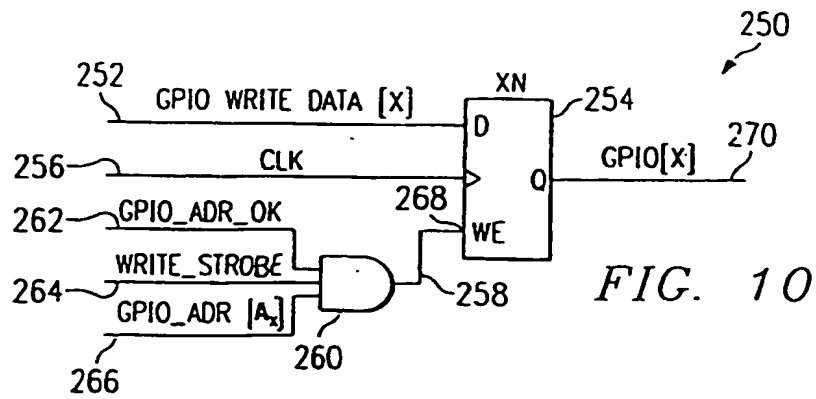 250
252
GPIO WRITE DATA [X]
XN
254
D
256
CLK
GPIO[X]
270
Q
262
GPIO_ADR_OK
268
WE
WRITE_STROBE
264
258
FIG. 10
GPIO_ADR [Ax]
260
266